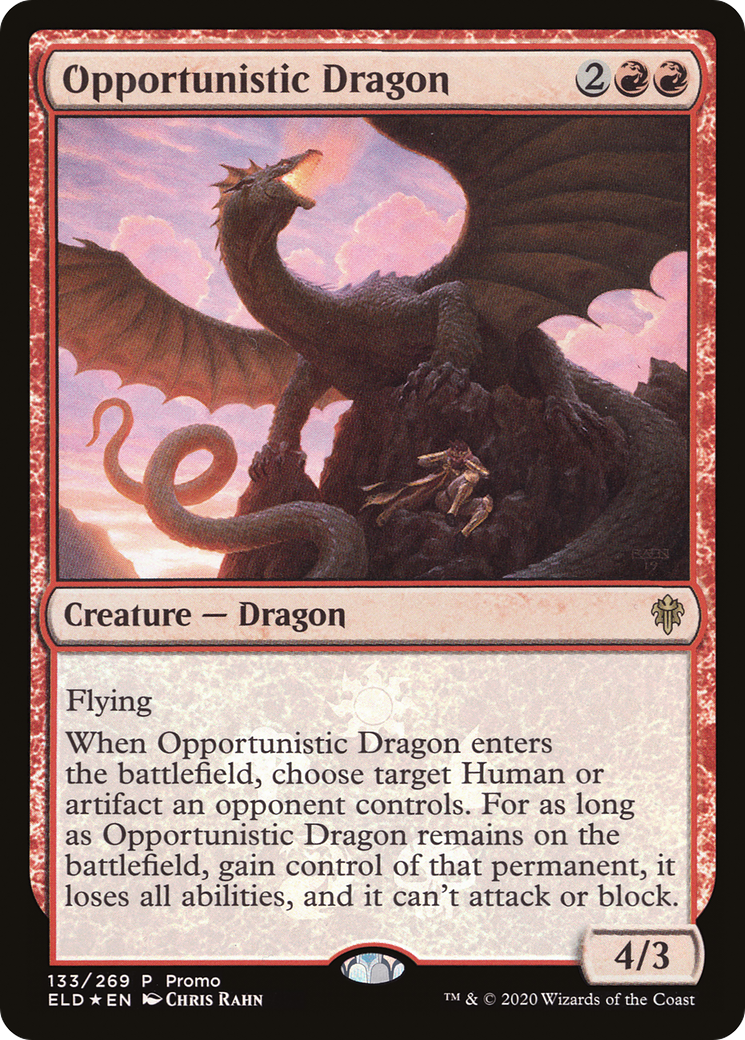 Opportunistic Dragon 2
Creature — Dragon
Flying
When Opportunistic Dragon enters
the battlefield, choose target Human or
artifact an opponent controls. For as long
as Opportunistic Dragon remains on the
battlefield, gain control of that permanent, it
loses all abilities, and it can't attack or block.
4/3
133/269 P Promo
ELD ★ EN Chris Rahn ™ & © 2020 Wizards of the Coast